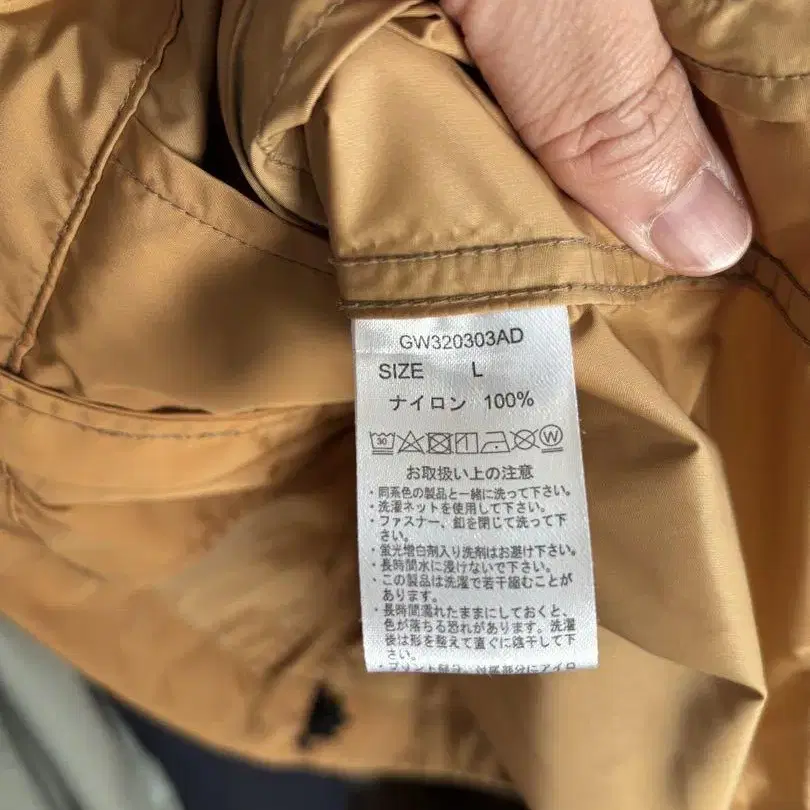 GW320303AD
SIZE L
ナイロン 100%
30 W
お取扱い上の注意
・同系色の製品と一緒に洗って下さい。
・洗濯ネットを使用して下さい。
・ファスナー、釦を閉じて洗って下
さい。
・蛍光増白剤入り洗剤はお避け下さい。
・長時間水に浸けないで下さい。
・この製品は洗濯で若干縮むことが
あります。
・長時間濡れたままにしておくと、
色が落ちる恐れがあります。洗濯
後は形を整えて直ぐに陰干して下
さい。